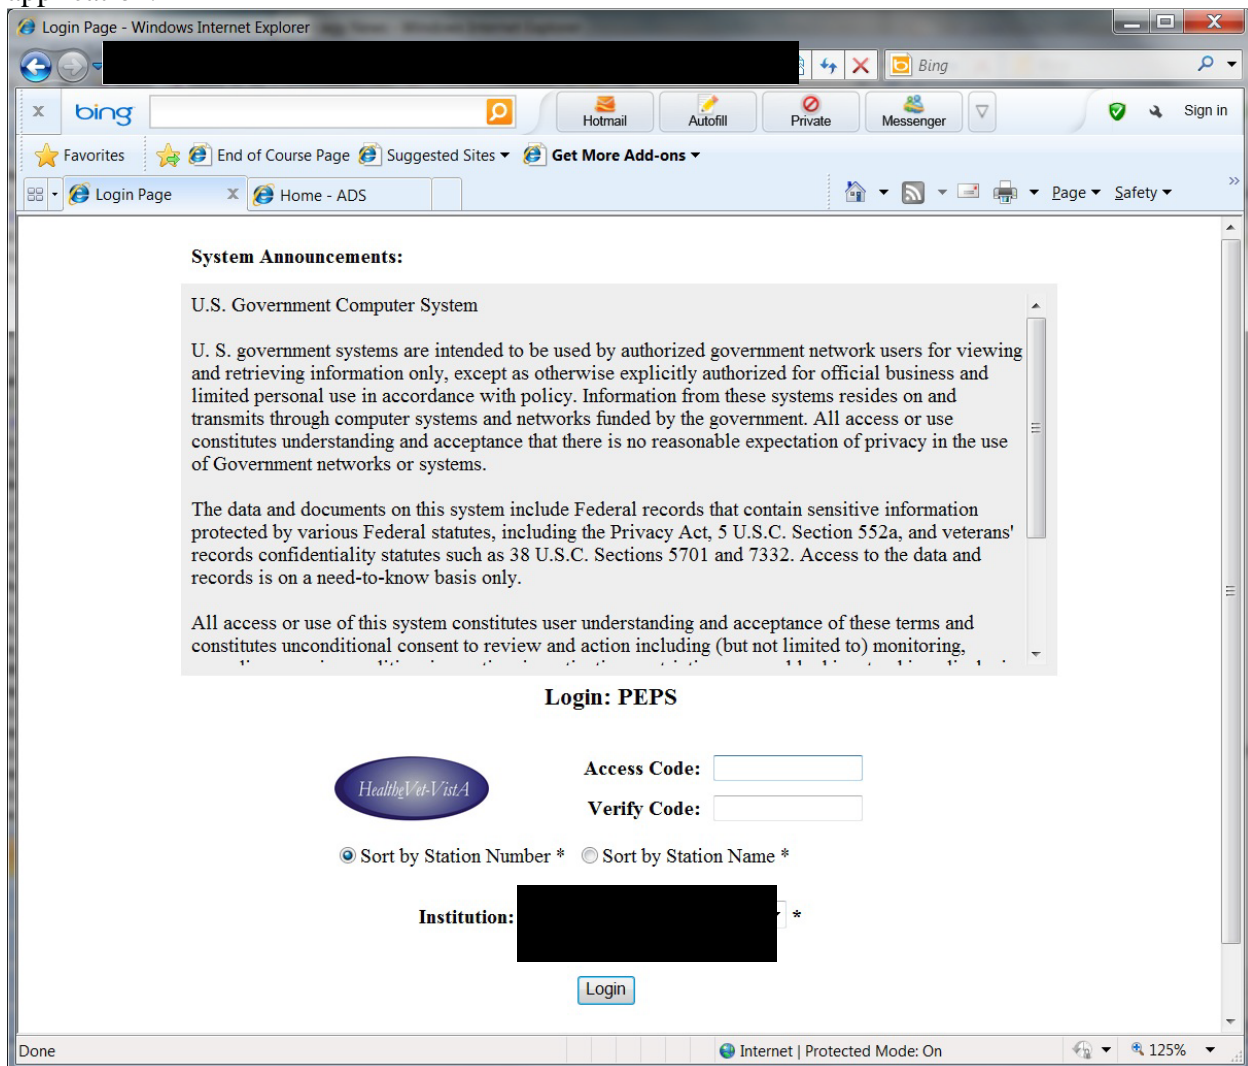 Login Page - Windows Internet Explorer
Bing
x bing Hotmail Autofill Private Messenger Sign in
Favorites End of Course Page Suggested Sites Get More Add-ons
Login Page x Home - ADS Page Safety »
System Announcements:
U.S. Government Computer System
U. S. government systems are intended to be used by authorized government network users for viewing
and retrieving information only, except as otherwise explicitly authorized for official business and
limited personal use in accordance with policy. Information from these systems resides on and
transmits through computer systems and networks funded by the government. All access or use
constitutes understanding and acceptance that there is no reasonable expectation of privacy in the use
of Government networks or systems.
The data and documents on this system include Federal records that contain sensitive information
protected by various Federal statutes, including the Privacy Act, 5 U.S.C. Section 552a, and veterans'
records confidentiality statutes such as 38 U.S.C. Sections 5701 and 7332. Access to the data and
records is on a need-to-know basis only.
All access or use of this system constitutes user understanding and acceptance of these terms and
constitutes unconditional consent to review and action including (but not limited to) monitoring,
Login: PEPS
HealtheVet-VistA
Access Code:
Verify Code:
Sort by Station Number * Sort by Station Name *
Institution: *
Login
Done Internet | Protected Mode: On 125%